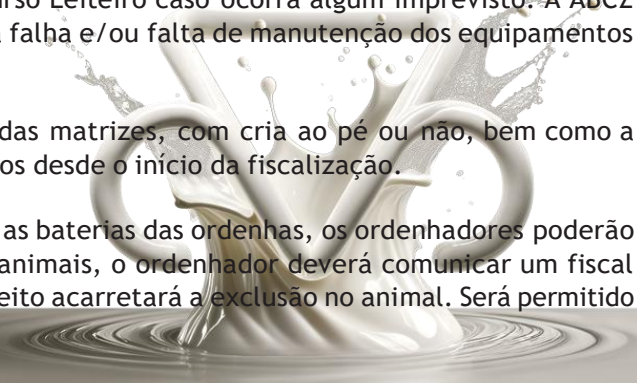 urso Leiteiro caso ocorra algum imprevisto. A ABCZ
falha e/ou falta de manutenção dos equipamentos
das matrizes, com cria ao pé ou não, bem como a
os desde o início da fiscalização.
as baterias das ordenhas, os ordenhadores poderão
animais, o ordenhador deverá comunicar um fiscal
eito acarretará a exclusão no animal. Será permitido